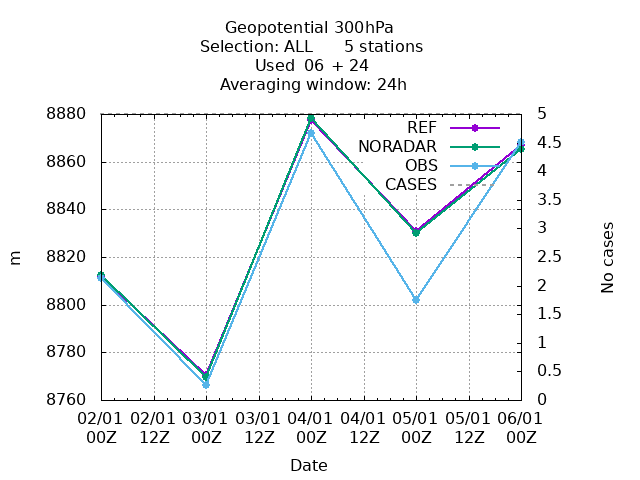 Geopotential 300hPa
Selection: ALL 5 stations
Used 06 + 24
Averaging window: 24h
8880
8860
8840
8820
8800
8780
8760
m
5
4.5
4
3.5
3
2.5
2
1.5
1
0.5
0
No cases
REF
NORADAR
OBS
CASES
02/01 02/01 03/01 03/01 04/01 04/01 05/01 05/01 06/01
00Z 12Z 00Z 12Z 00Z 12Z 00Z 12Z 00Z
Date